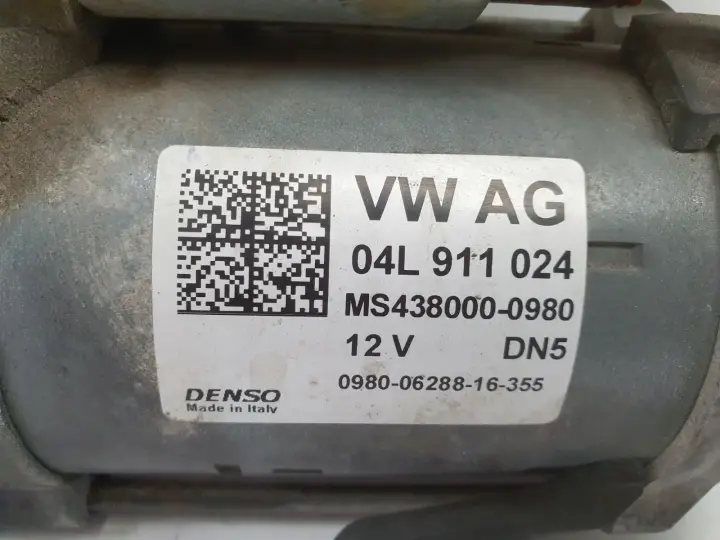 VW AG
04L 911 024
MS438000-0980
12 V DN5
0980-06288-16-355
DENSO
Made in Italy